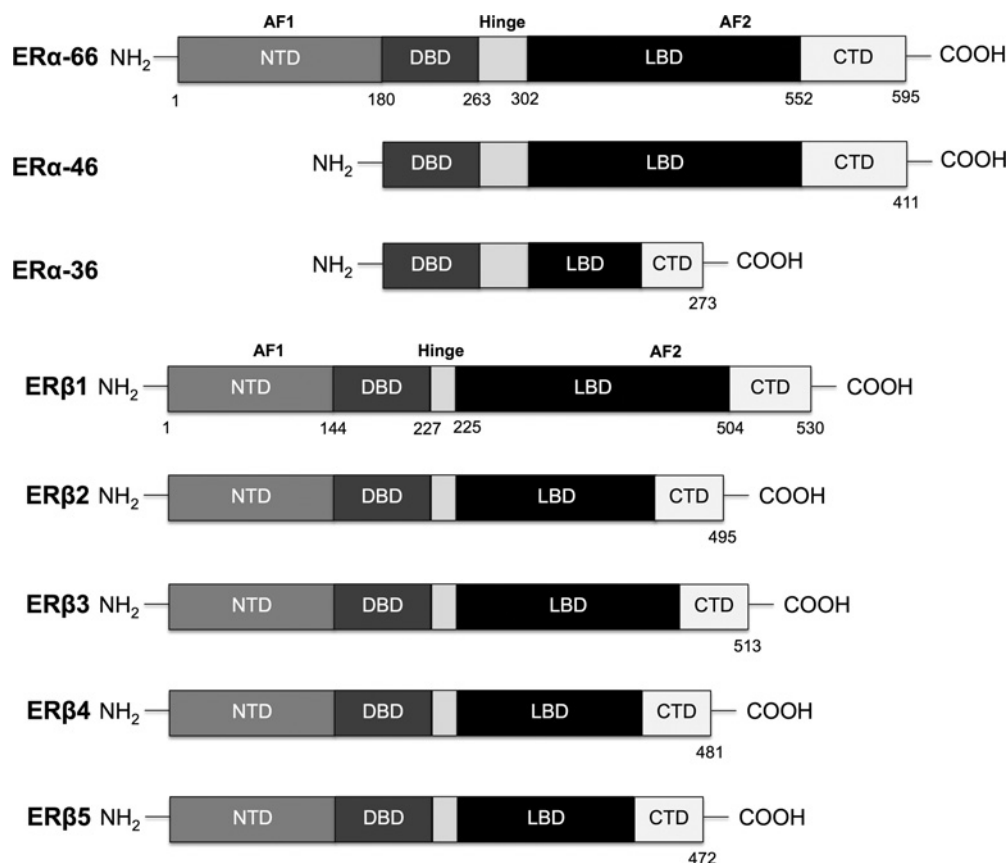 AF1 Hinge AF2
ERα-66 NH₂ NTD DBD LBD CTD COOH
1 180 263 302 552 595
ERα-46 NH₂ DBD LBD CTD COOH
411
ERα-36 NH₂ DBD LBD CTD COOH
273
AF1 Hinge AF2
ERβ1 NH₂ NTD DBD LBD CTD COOH
1 144 227 225 504 530
ERβ2 NH₂ NTD DBD LBD CTD COOH
495
ERβ3 NH₂ NTD DBD LBD CTD COOH
513
ERβ4 NH₂ NTD DBD LBD CTD COOH
481
ERβ5 NH₂ NTD DBD LBD CTD COOH
472